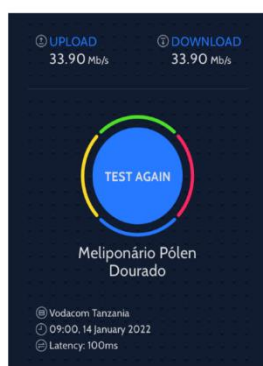 UPLOAD DOWNLOAD
33.90 Mb/s 33.90 Mb/s
TEST AGAIN
Meliponário Pólen
Dourado
Vodacom Tanzania
09:00, 14 January 2022
Latency: 100ms